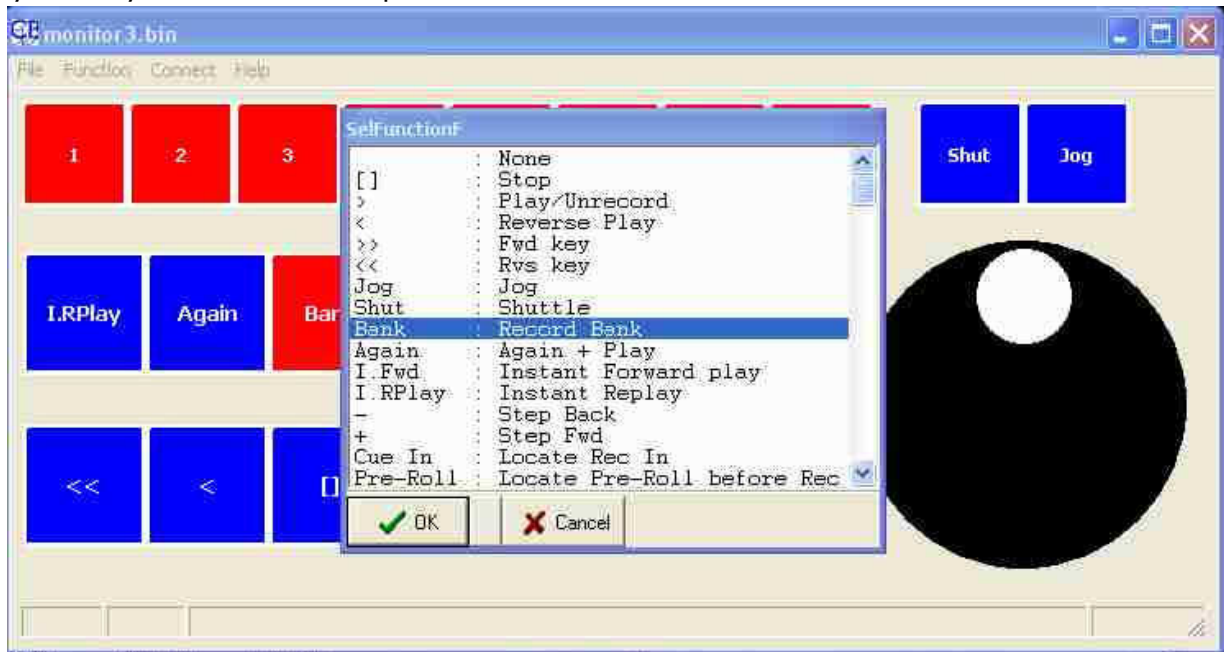 monitor3.bin
File Function Connect Help
1 2 3
SelFunctionF
: None
[] : Stop
> : Play/Unrecord
< : Reverse Play
>> : Fwd key
<< : Rvs key
Jog : Jog
Shut : Shuttle
Bank : Record Bank
Again : Again + Play
I.Fwd : Instant Forward play
I.RPlay : Instant Replay
- : Step Back
+ : Step Fwd
Cue In : Locate Rec In
Pre-Roll : Locate Pre-Roll before Rec
OK Cancel
Shut Jog
I.RPlay Again Ban
<< < []